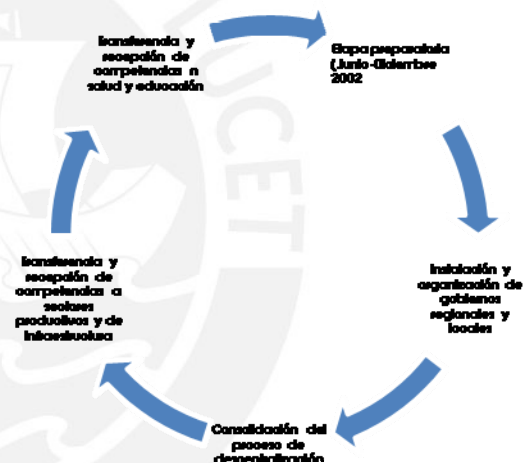 Etapa preparatoria
(Junio-Diciembre
2002
Instalación y
organización de
gobiernos
regionales y
locales
Consolidación del
proceso de
descentralización
Transferencia y
recepción de
competencias a
sectores
productivos y de
infraestructura
Transferencia y
recepción de
competencias n
salud y educación